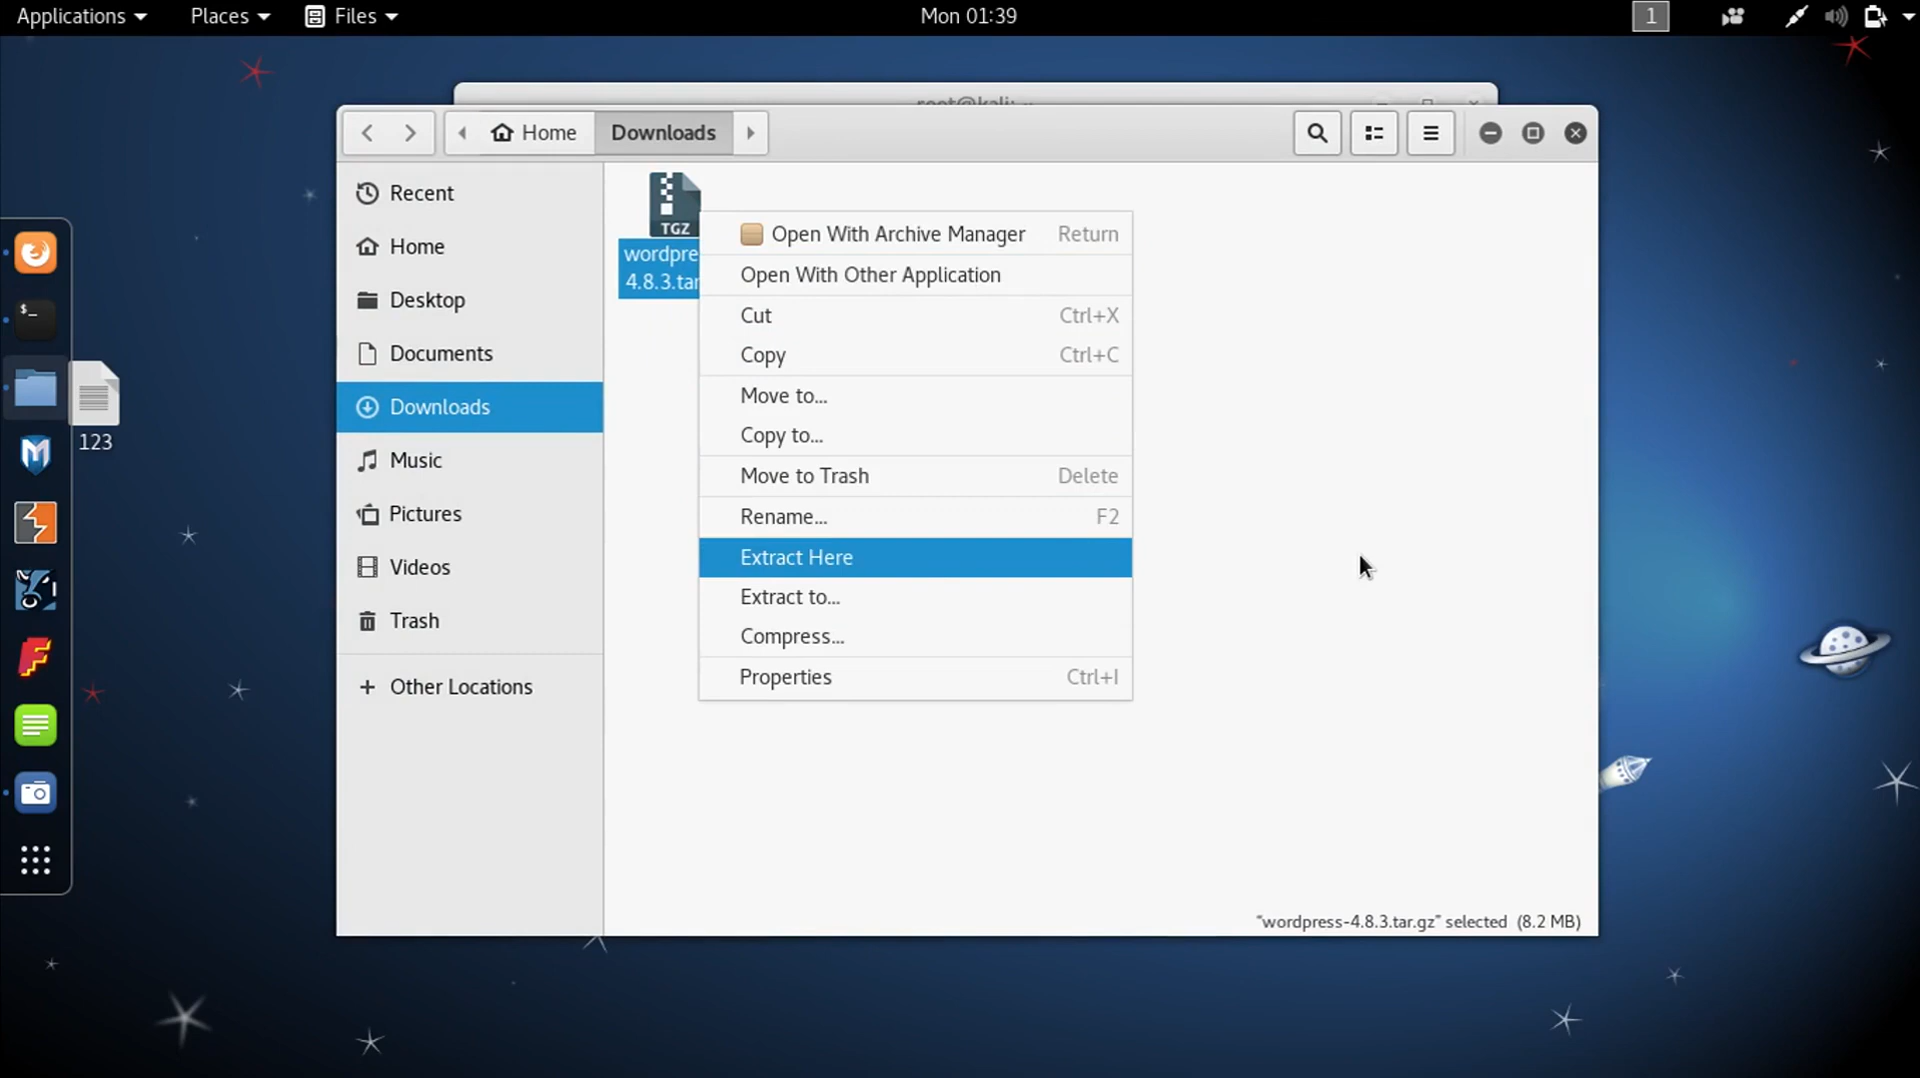 Applications
Places
Files
Mon 01:39
1
Home
Downloads
Recent
Home
Desktop
Documents
Downloads
Music
Pictures
Videos
Trash
+ Other Locations
123
$_
TGZ
wordpre
4.8.3.tar
Open With Archive Manager Return
Open With Other Application
Cut Ctrl+X
Copy Ctrl+C
Move to...
Copy to...
Move to Trash Delete
Rename... F2
Extract Here
Extract to...
Compress...
Properties Ctrl+I
"wordpress-4.8.3.tar.gz" selected (8.2 MB)